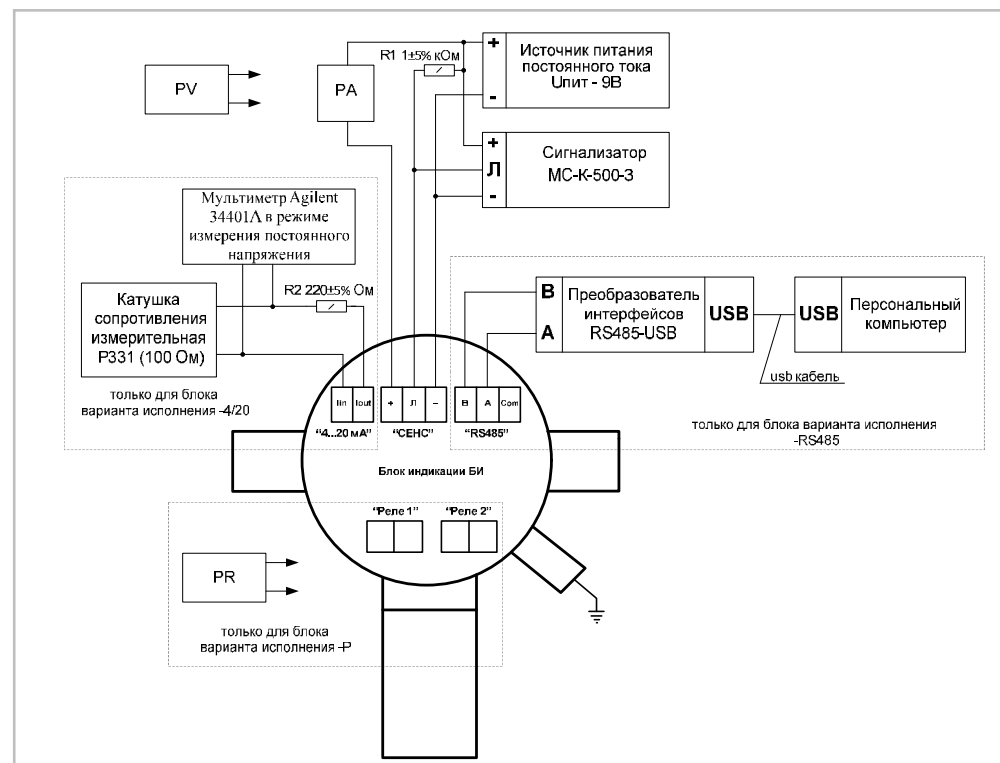 R1 1±5% кОм
+
-
Источник питания
постоянного тока
Uпит - 9В
PV
PA
+
Л
-
Сигнализатор
МС-К-500-3
Мультиметр Agilent
34401A в режиме
измерения постоянного
напряжения
R2 220±5% Ом
Катушка
сопротивления
измерительная
Р331 (100 Ом)
только для блока
варианта исполнения -4/20
B
A
Преобразователь
интерфейсов
RS485-USB
USB
USB
Персональный
компьютер
usb кабель
только для блока варианта исполнения
-RS485
Iin
Iout
+
Л
–
B
A
Com
“4...20 мА”
“СЕНС”
“RS485”
Блок индикации БИ
“Реле 1”
“Реле 2”
PR
только для блока
варианта исполнения -Р